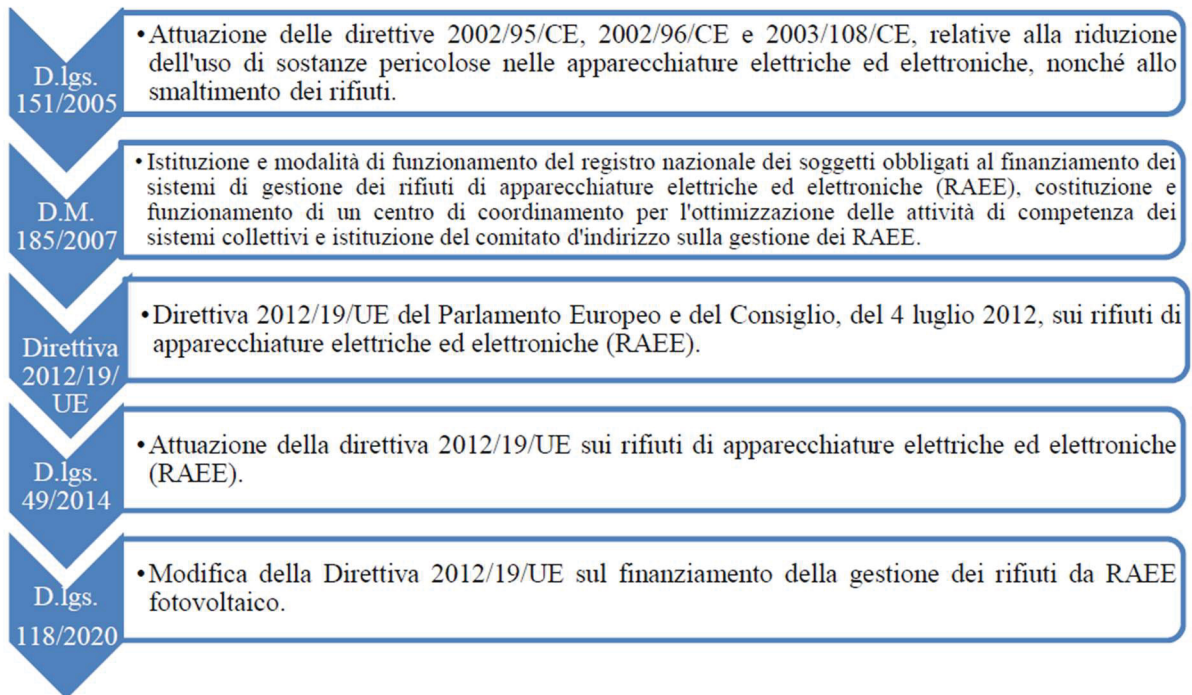 D.lgs.
151/2005
•Attuazione delle direttive 2002/95/CE, 2002/96/CE e 2003/108/CE, relative alla riduzione
dell'uso di sostanze pericolose nelle apparecchiature elettriche ed elettroniche, nonché allo
smaltimento dei rifiuti.
D.M.
185/2007
•Istituzione e modalità di funzionamento del registro nazionale dei soggetti obbligati al finanziamento dei
sistemi di gestione dei rifiuti di apparecchiature elettriche ed elettroniche (RAEE), costituzione e
funzionamento di un centro di coordinamento per l'ottimizzazione delle attività di competenza dei
sistemi collettivi e istituzione del comitato d'indirizzo sulla gestione dei RAEE.
Direttiva
2012/19/
UE
•Direttiva 2012/19/UE del Parlamento Europeo e del Consiglio, del 4 luglio 2012, sui rifiuti di
apparecchiature elettriche ed elettroniche (RAEE).
D.lgs.
49/2014
•Attuazione della direttiva 2012/19/UE sui rifiuti di apparecchiature elettriche ed elettroniche
(RAEE).
D.lgs.
118/2020
•Modifica della Direttiva 2012/19/UE sul finanziamento della gestione dei rifiuti da RAEE
fotovoltaico.